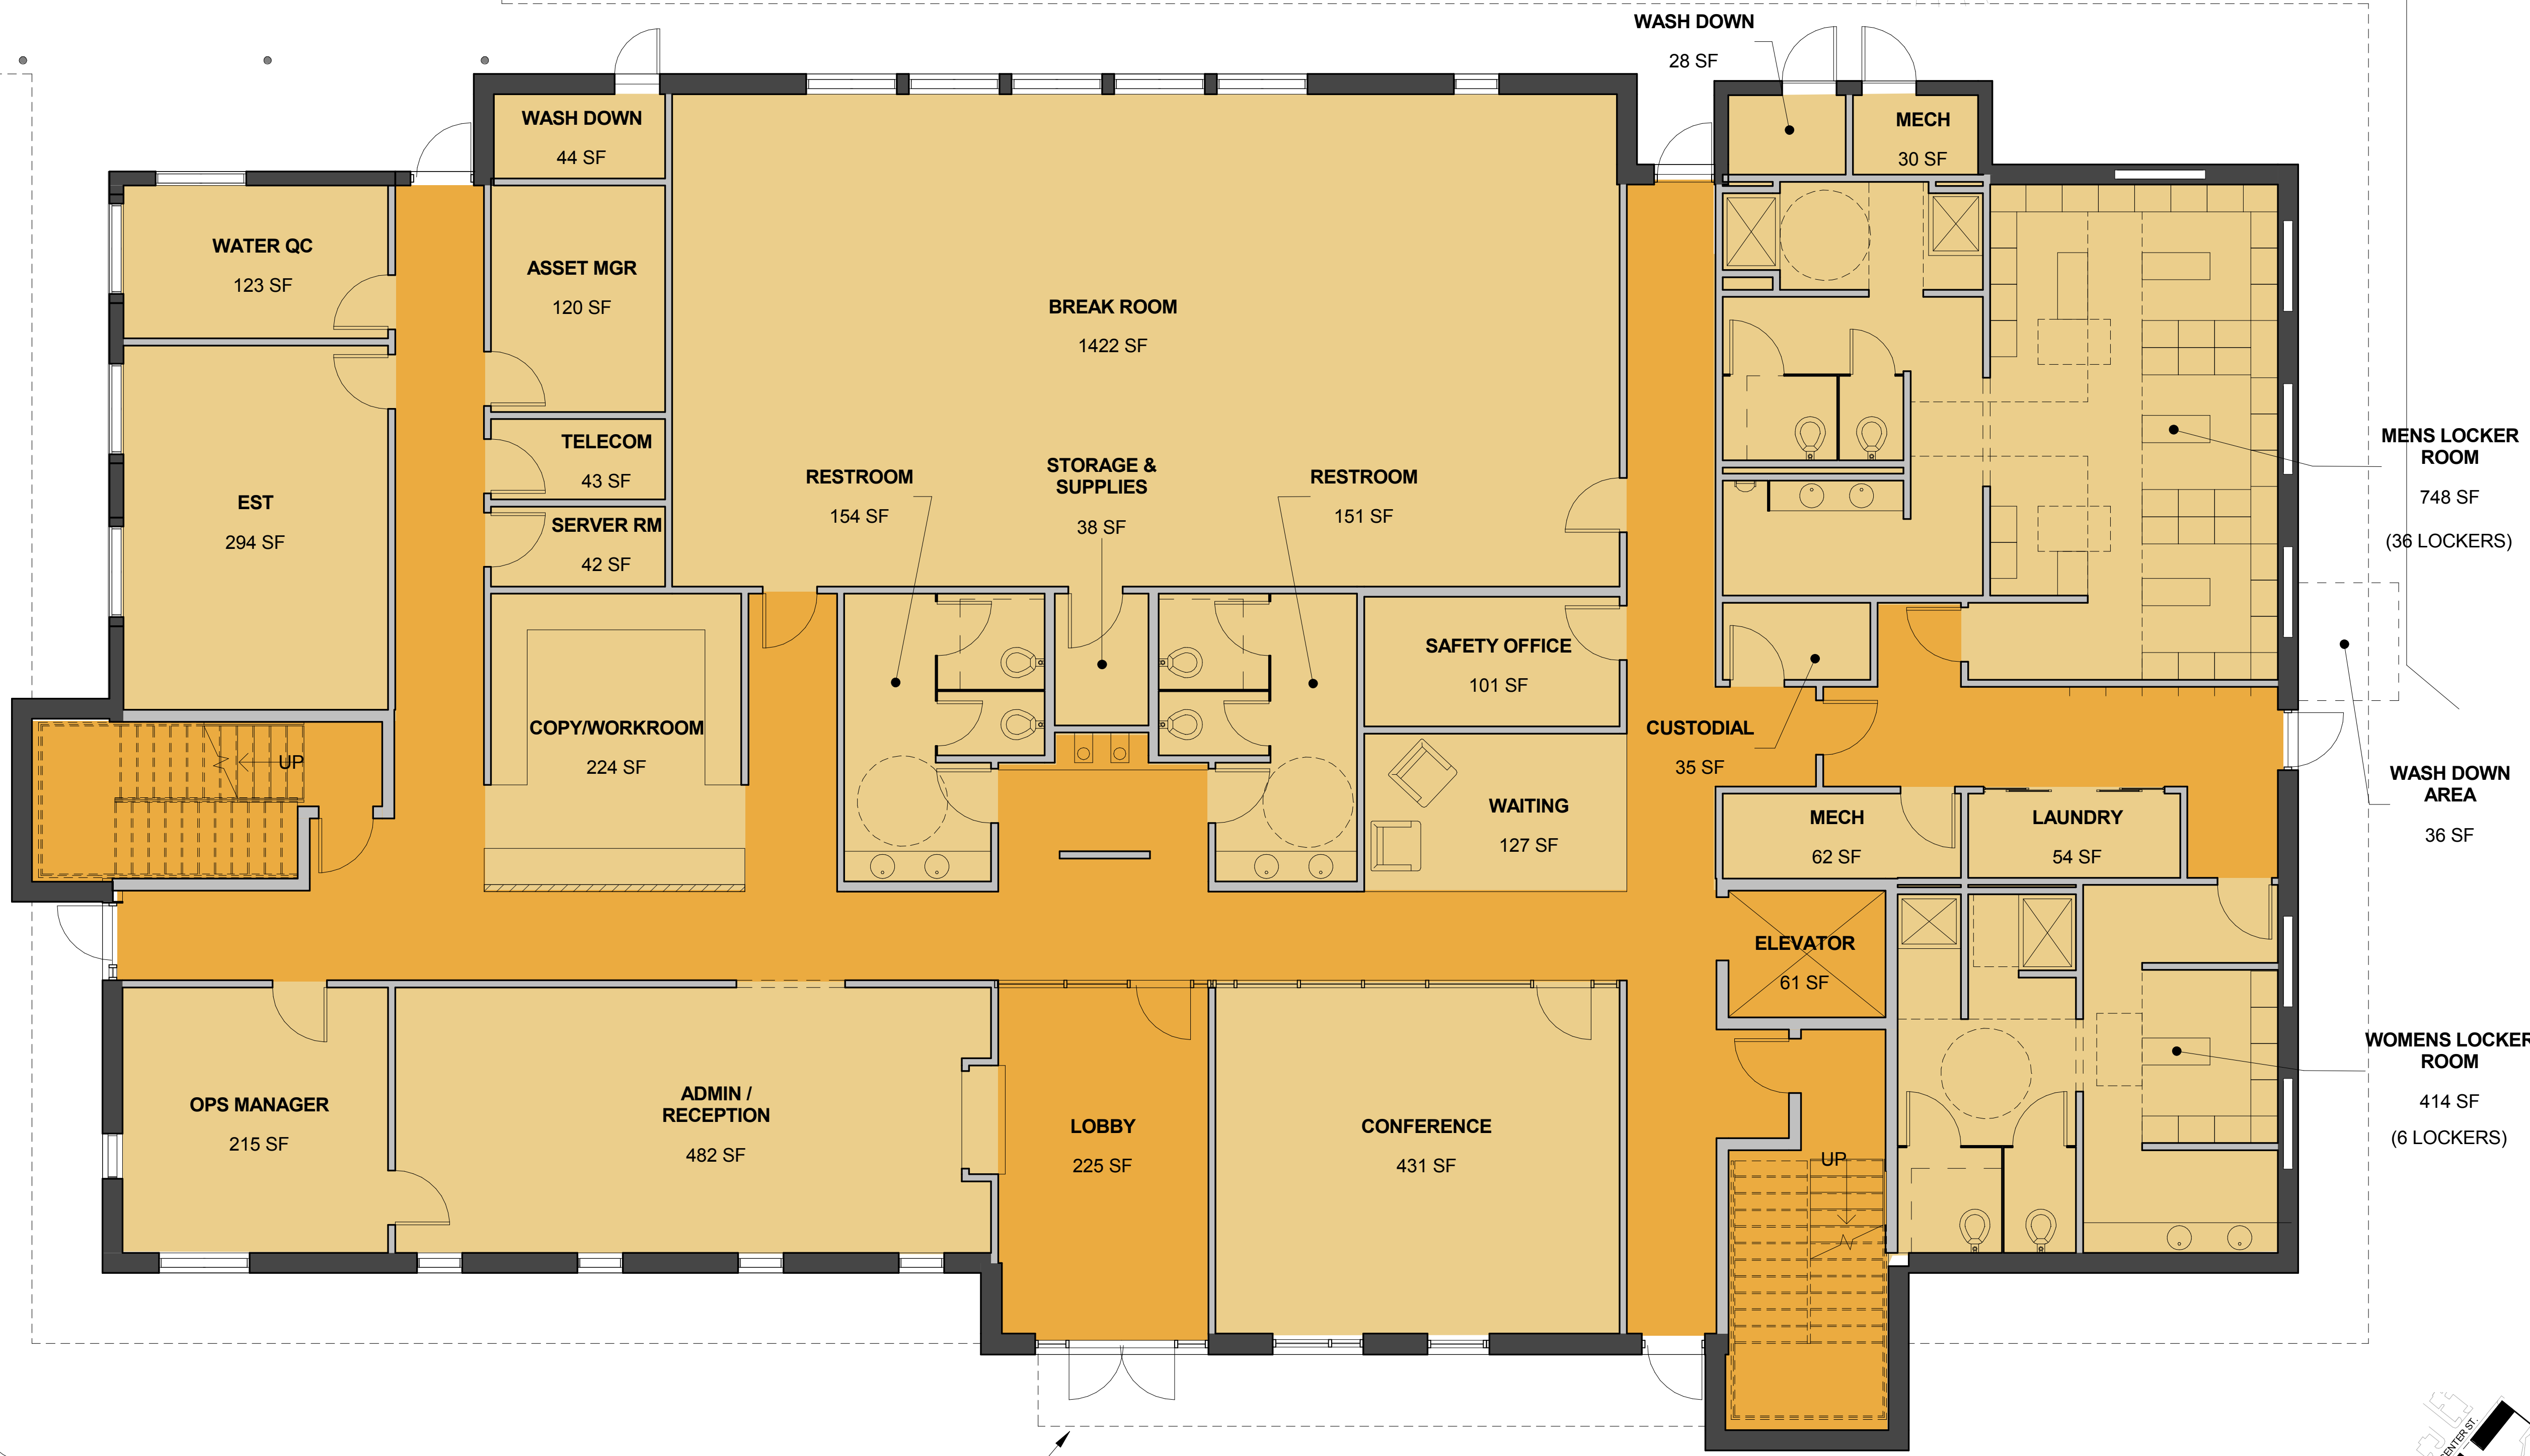 WASH DOWN
28 SF
WASH DOWN
44 SF
MECH
30 SF
WATER QC
123 SF
ASSET MGR
120 SF
BREAK ROOM
1422 SF
TELECOM
43 SF
SERVER RM
42 SF
EST
294 SF
RESTROOM
154 SF
STORAGE &
SUPPLIES
38 SF
RESTROOM
151 SF
MENS LOCKER
ROOM
748 SF
(36 LOCKERS)
SAFETY OFFICE
101 SF
COPY/WORKROOM
224 SF
UP
CUSTODIAL
35 SF
WAITING
127 SF
MECH
62 SF
LAUNDRY
54 SF
WASH DOWN
AREA
36 SF
ELEVATOR
61 SF
OPS MANAGER
215 SF
ADMIN /
RECEPTION
482 SF
LOBBY
225 SF
CONFERENCE
431 SF
UP
WOMENS LOCKER
ROOM
414 SF
(6 LOCKERS)
CENTER ST.